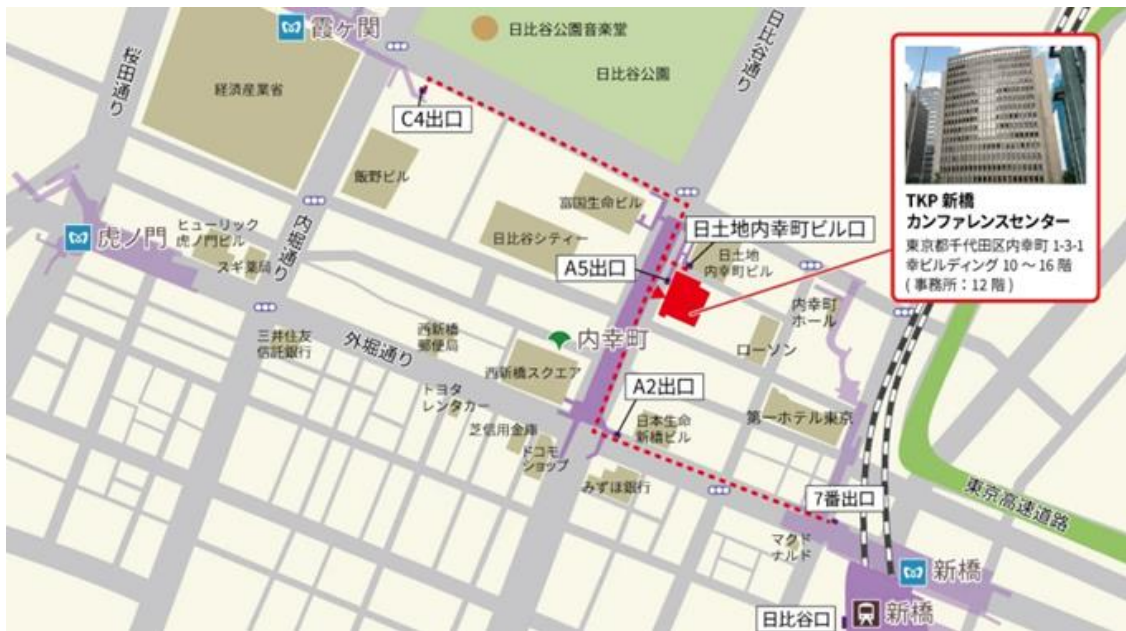 霞ヶ関
日比谷公園音楽堂
日比谷公園
日比谷通り
桜田通り
経済産業省
C4出口
飯野ビル
内堀通り
富国生命ビル
日比谷シティー
日土地内幸町ビル口
A5出口
日土地
内幸町ビル
TKP 新橋
カンファレンスセンター
東京都千代田区内幸町 1-3-1
幸ビルディング 10 ~ 16 階
( 事務所：12 階 )
虎ノ門
ヒューリック
虎ノ門ビル
スギ薬局
三井住友
信託銀行
外堀通り
西新橋
郵便局
内幸町
内幸町
ホール
ローソン
西新橋スクエア
トヨタ
レンタカー
A2出口
芝信用金庫
ドコモ
ショップ
日本生命
新橋ビル
第一ホテル東京
みずほ銀行
7番出口
東京高速道路
マクド
ナルド
新橋
新橋
日比谷口